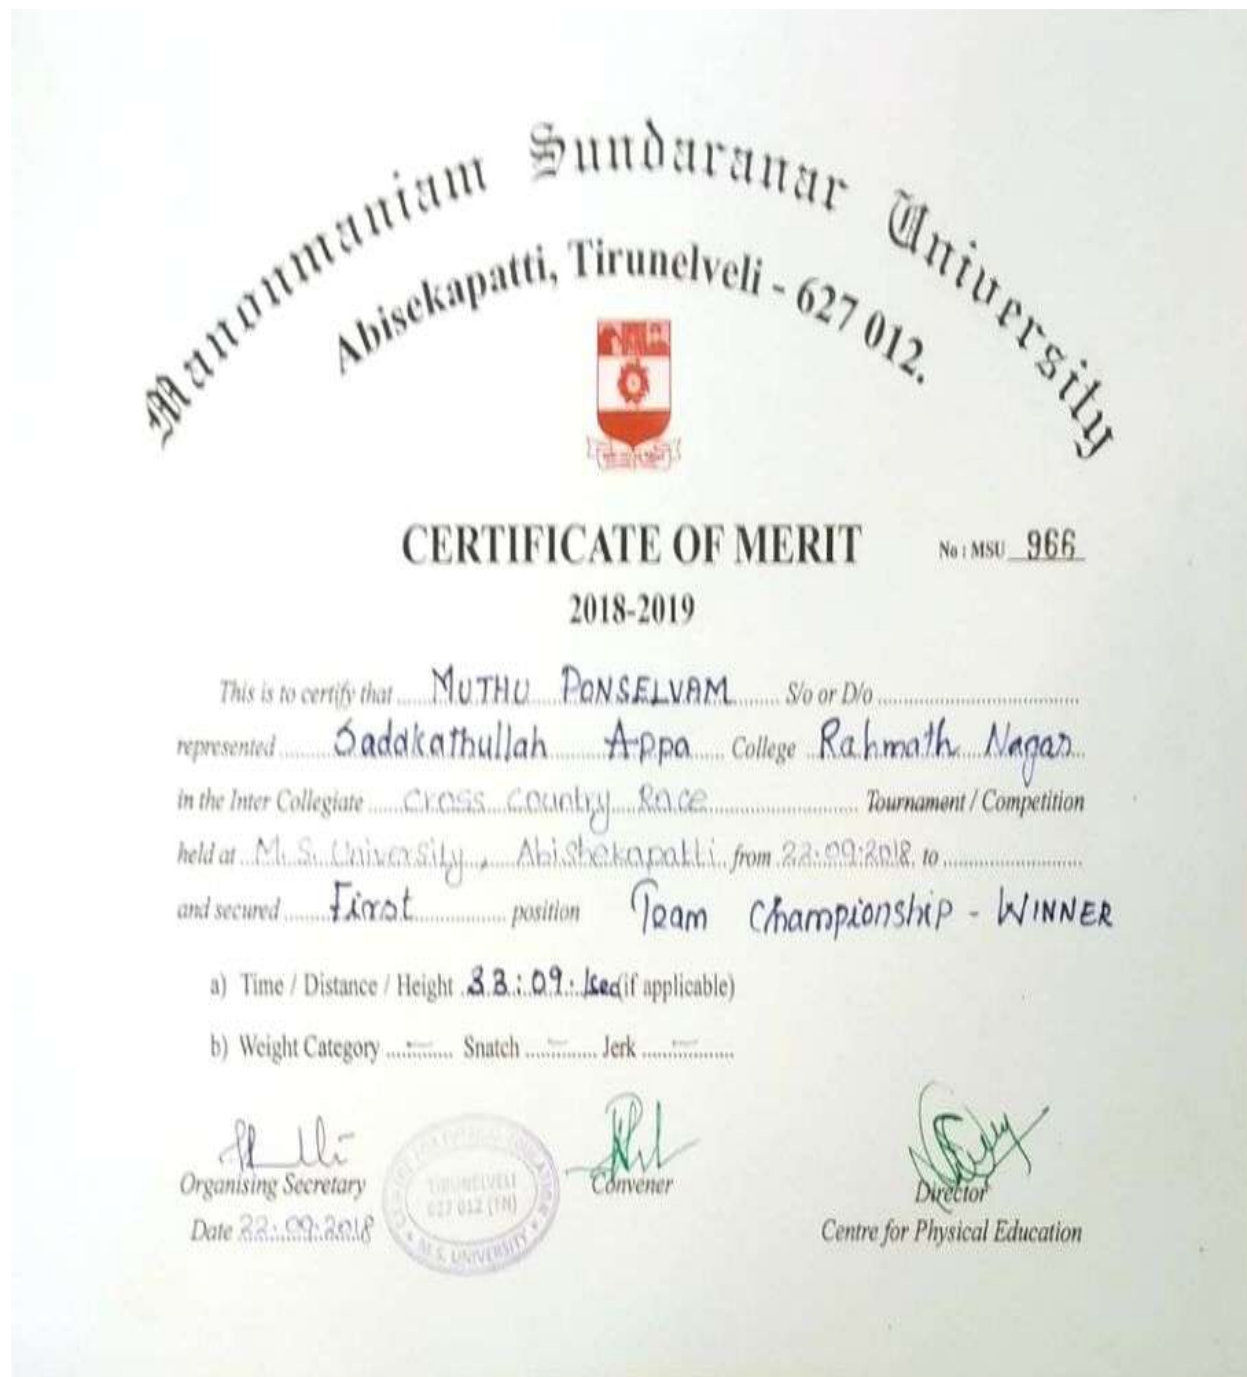 Manonmaniam Sundaranar University
Abisekapatti, Tirunelveli - 627 012.
CERTIFICATE OF MERIT No : MSU 966
2018-2019
This is to certify that MUTHU PONSELVAM S/o or D/o
represented Sadakathullah Appa College Rahmath Nagar
in the Inter Collegiate Cross Country Race Tournament / Competition
held at M.S. University, Abishekapatti from 22.09.2018 to
and secured First position Team Championship - WINNER
a) Time / Distance / Height 33:09: (if applicable)
b) Weight Category Snatch Jerk
Organising Secretary Convener Director
Date 22.09.2018 Centre for Physical Education
CENTRE FOR PHYSICAL EDUCATION
TIRUNELVELI
627 012 (TN)
M.S. UNIVERSITY